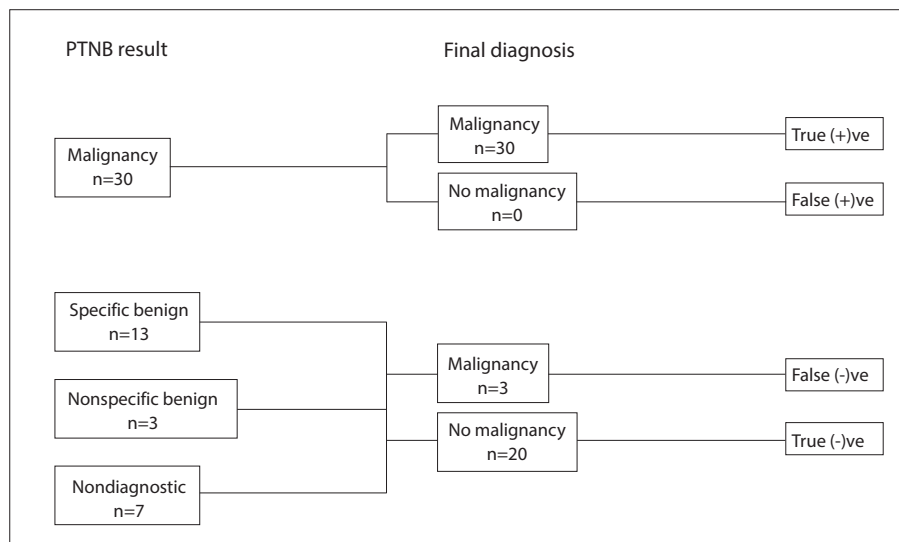 PTNB result
Final diagnosis
Malignancy
n=30
Malignancy
n=30
True (+)ve
No malignancy
n=0
False (+)ve
Specific benign
n=13
Nonspecific benign
n=3
Nondiagnostic
n=7
Malignancy
n=3
False (-)ve
No malignancy
n=20
True (-)ve